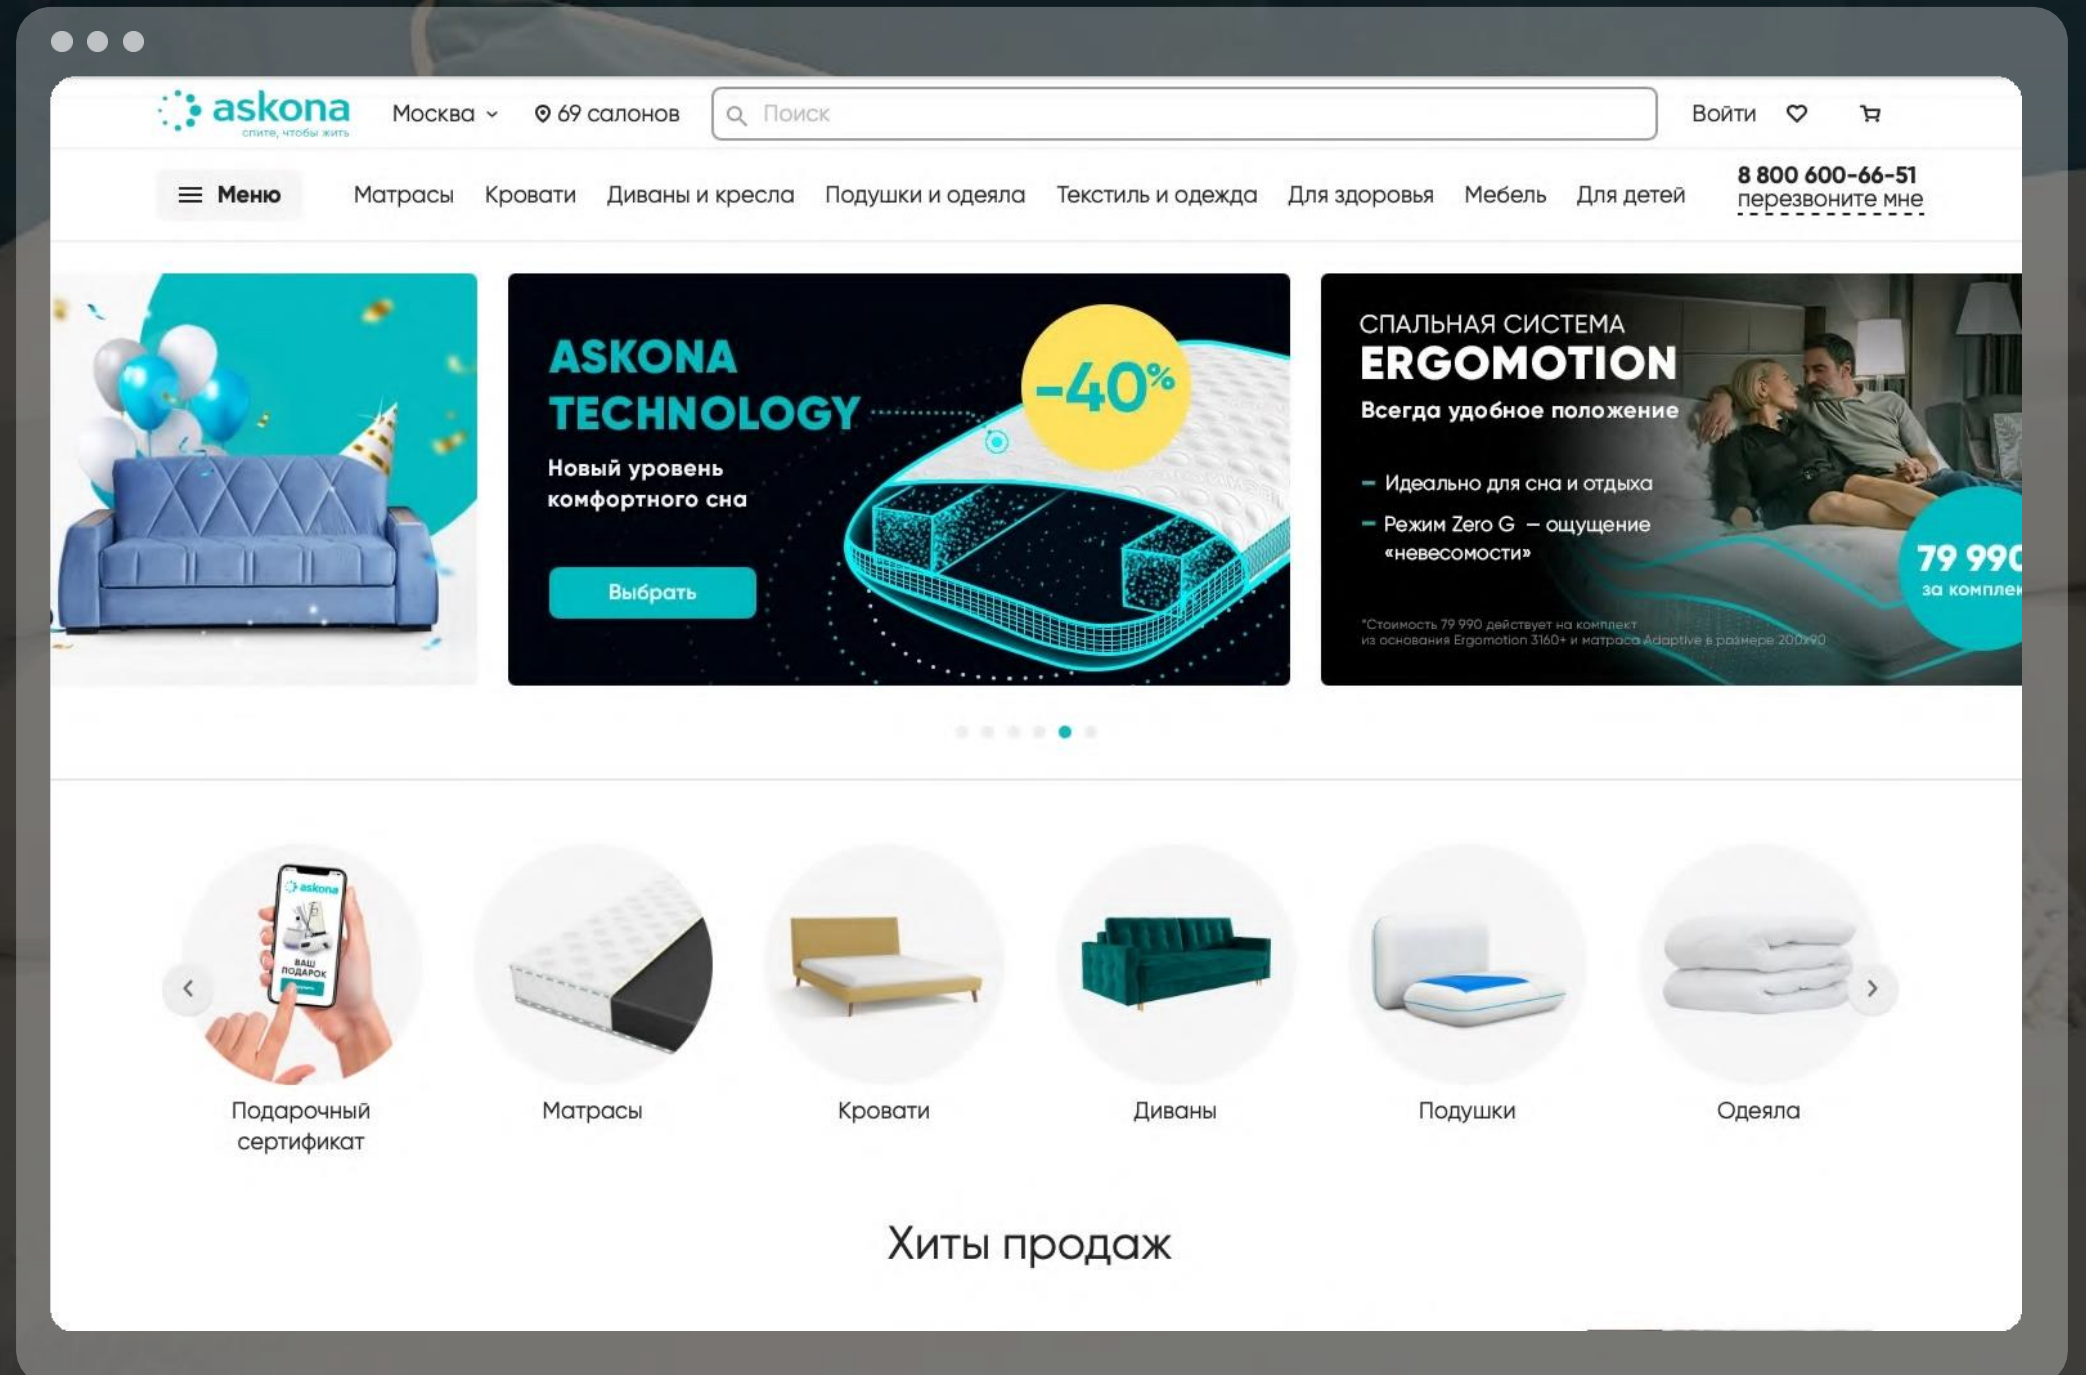 askona
спите, чтобы жить
Москва
69 салонов
Поиск
Войти
Меню
Матрасы
Кровати
Диваны и кресла
Подушки и одеяла
Текстиль и одежда
Для здоровья
Мебель
Для детей
8 800 600-66-51
перезвоните мне
ASKONA
TECHNOLOGY
Новый уровень
комфортного сна
Выбрать
-40%
СПАЛЬНАЯ СИСТЕМА
ERGOMOTION
Всегда удобное положение
Идеально для сна и отдыха
Режим Zero G – ощущение
«невесомости»
79 990
за комплек
*Стоимость 79 990 действует на комплект
из основания Ergomotion 3160+ и матраса Adaptive в размере 200x90
askona
ВАШ
ПОДАРОК
Подарочный
сертификат
Матрасы
Кровати
Диваны
Подушки
Одеяла
Хиты продаж